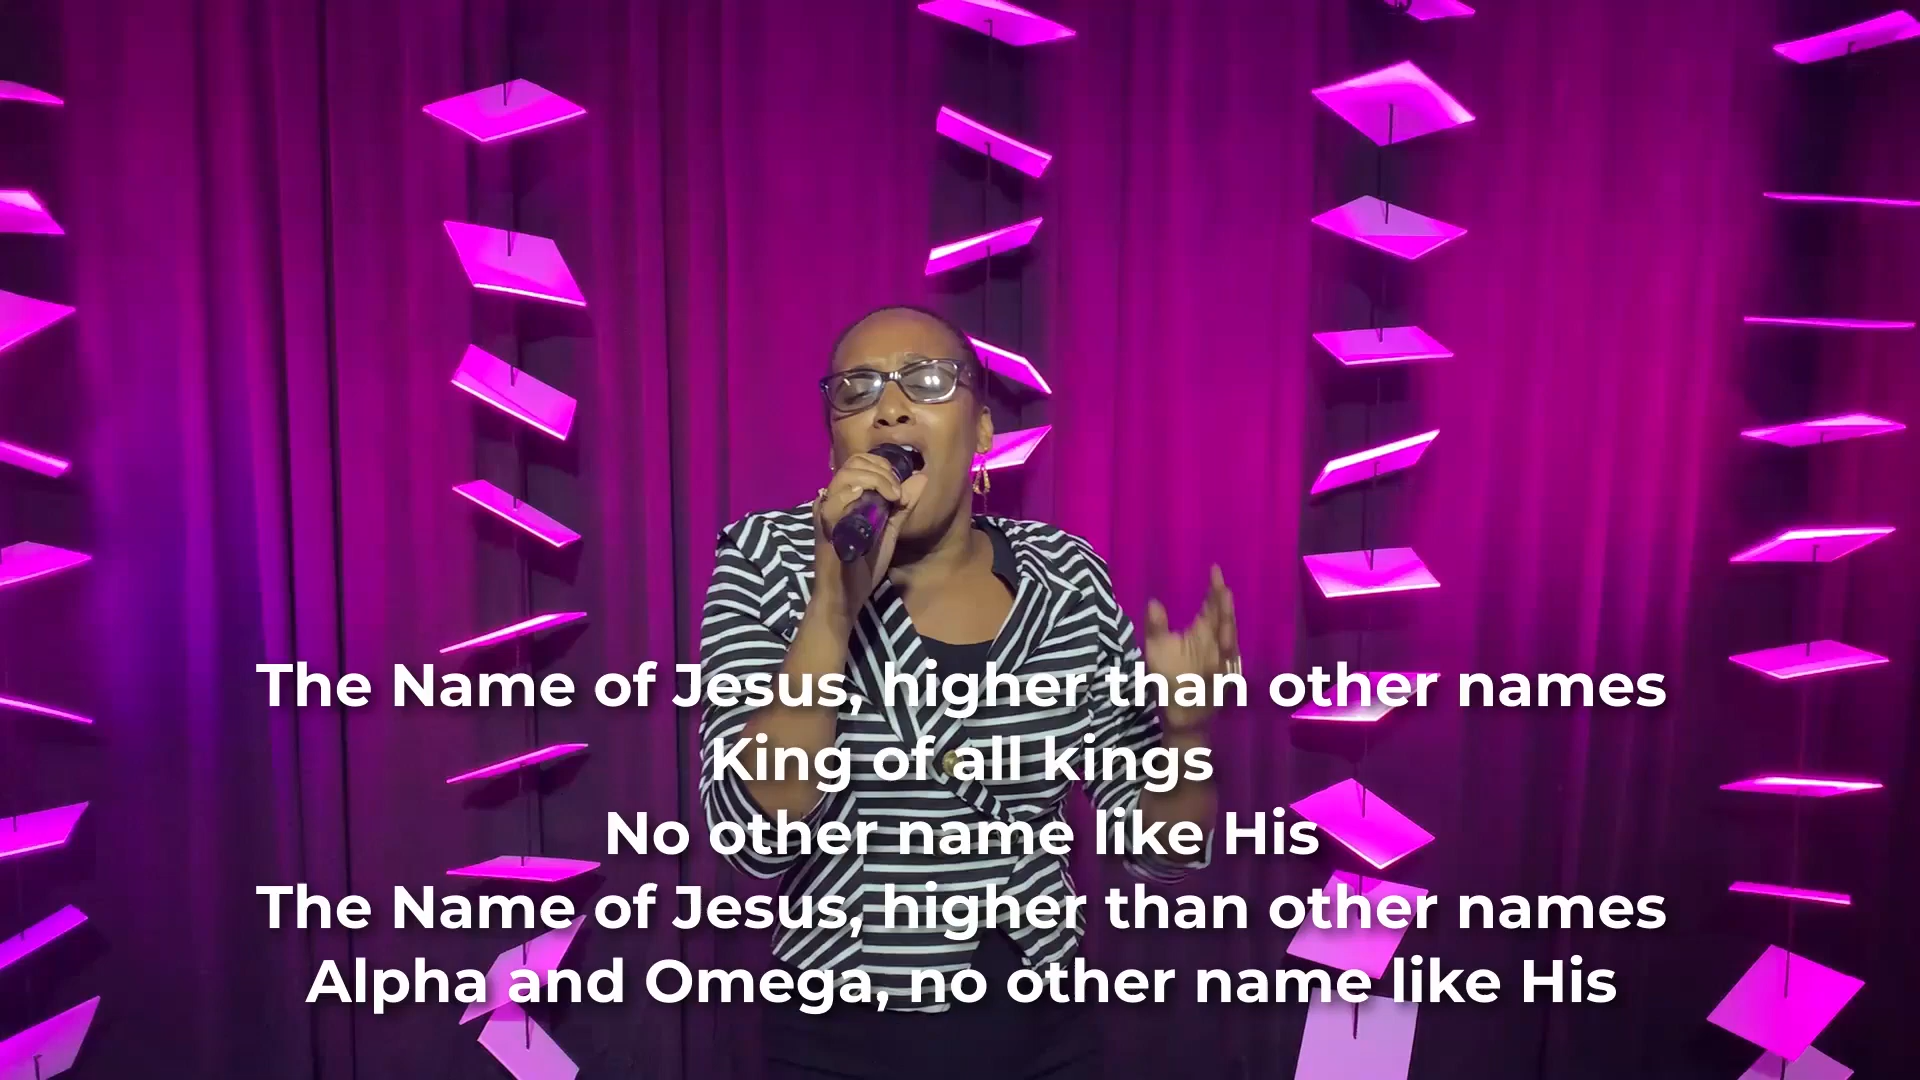 The Name of Jesus, higher than other names
King of all kings
No other name like His
The Name of Jesus, higher than other names
Alpha and Omega, no other name like His